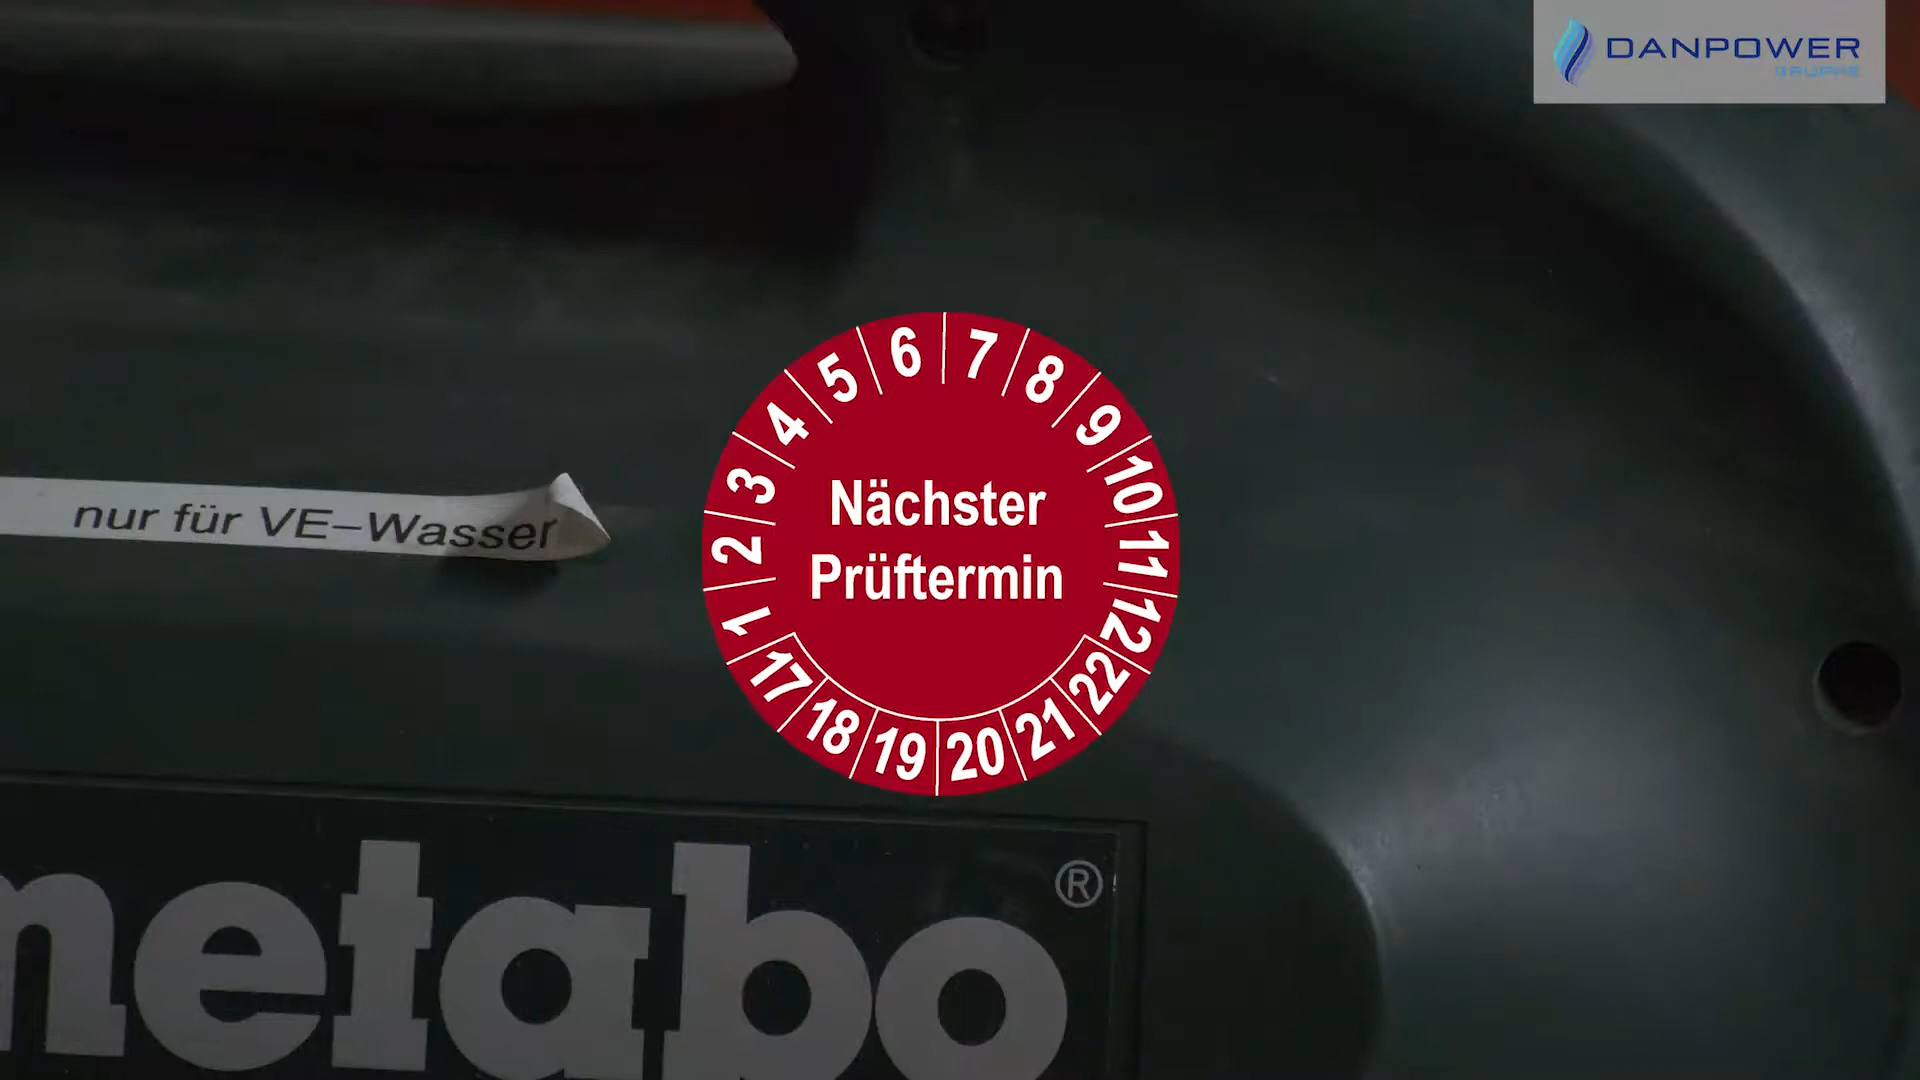 DANPOWER
GRUPPE
1 2 3 4 5 6 7 8 9 10 11 12
Nächster
Prüftermin
17 18 19 20 21 22
nur für VE–Wasser
metabo®